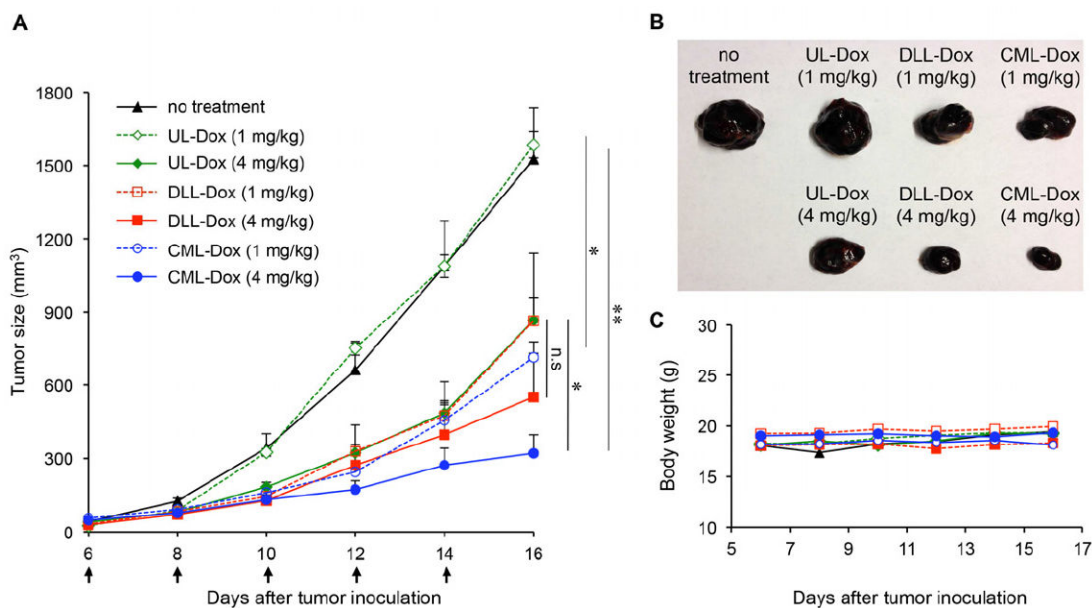 A
1800
1500
1200
900
600
300
0
Tumor size (mm³)
no treatment
UL-Dox (1 mg/kg)
UL-Dox (4 mg/kg)
DLL-Dox (1 mg/kg)
DLL-Dox (4 mg/kg)
CML-Dox (1 mg/kg)
CML-Dox (4 mg/kg)
*
**
n.s
*
6 8 10 12 14 16
Days after tumor inoculation
B
no
treatment
UL-Dox
(1 mg/kg)
DLL-Dox
(1 mg/kg)
CML-Dox
(1 mg/kg)
UL-Dox
(4 mg/kg)
DLL-Dox
(4 mg/kg)
CML-Dox
(4 mg/kg)
C
30
25
20
15
10
Body weight (g)
5 7 9 11 13 15 17
Days after tumor inoculation